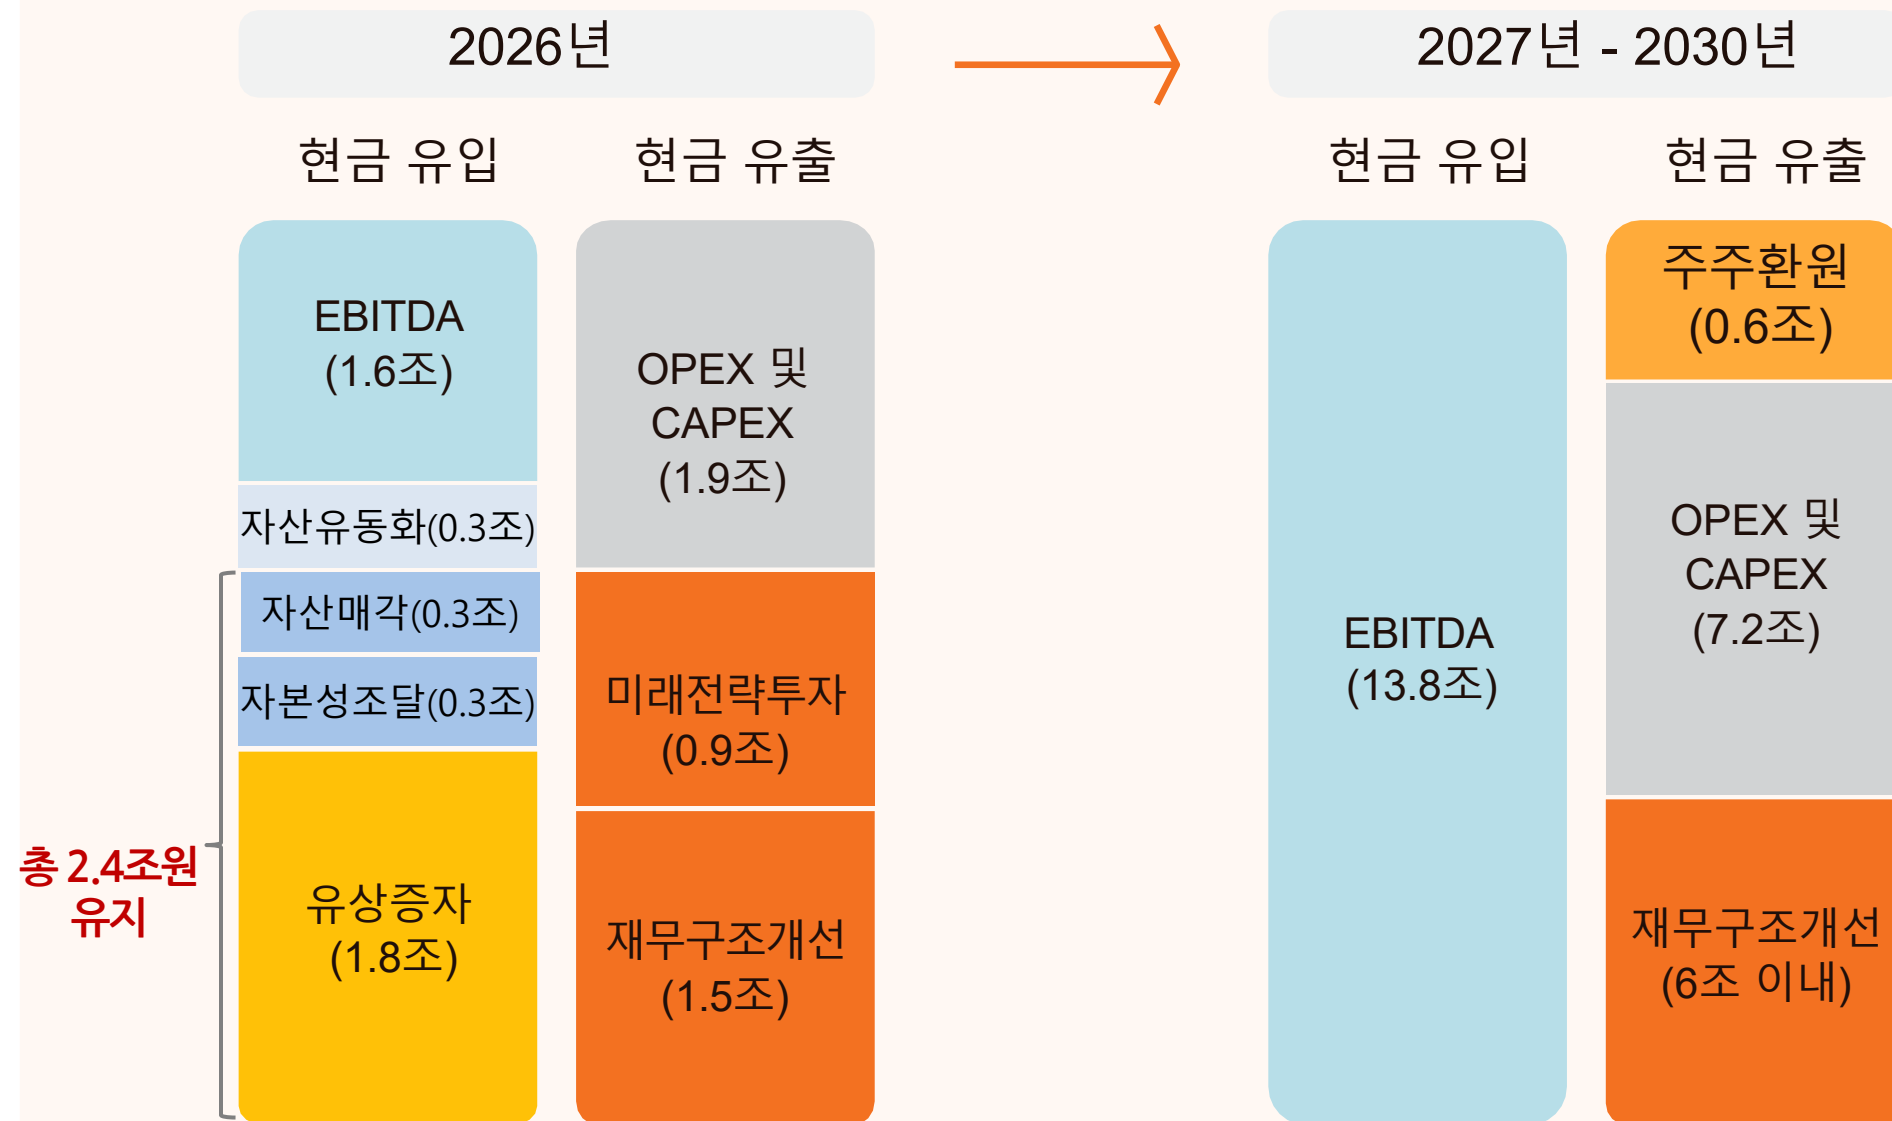 2026년
2027년 - 2030년
현금 유입
현금 유출
현금 유입
현금 유출
EBITDA
(1.6조)
자산유동화(0.3조)
자산매각(0.3조)
자본성조달(0.3조)
유상증자
(1.8조)
총 2.4조원
유지
OPEX 및
CAPEX
(1.9조)
미래전략투자
(0.9조)
재무구조개선
(1.5조)
EBITDA
(13.8조)
주주환원
(0.6조)
OPEX 및
CAPEX
(7.2조)
재무구조개선
(6조 이내)